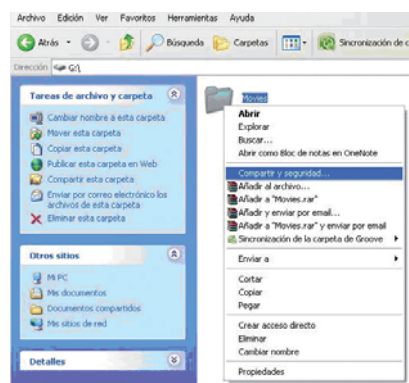 Archivo Edición Ver Favoritos Herramientas Ayuda
Atrás Búsqueda Carpetas Sincronización de c
Dirección G:\
Tareas de archivo y carpeta
Cambiar nombre a esta carpeta
Mover esta carpeta
Copiar esta carpeta
Publicar esta carpeta en Web
Compartir esta carpeta
Enviar por correo electrónico los
archivos de esta carpeta
Eliminar esta carpeta
Otros sitios
Mi PC
Mis documentos
Documentos compartidos
Mis sitios de red
Detalles
Movies
Abrir
Explorar
Buscar...
Abrir como Bloc de notas en OneNote
Compartir y seguridad...
Añadir al archivo...
Añadir a "Movies.rar"
Añadir y enviar por email...
Añadir a "Movies.rar" y enviar por email
Sincronización de la carpeta de Groove
Enviar a
Cortar
Copiar
Pegar
Crear acceso directo
Eliminar
Cambiar nombre
Propiedades